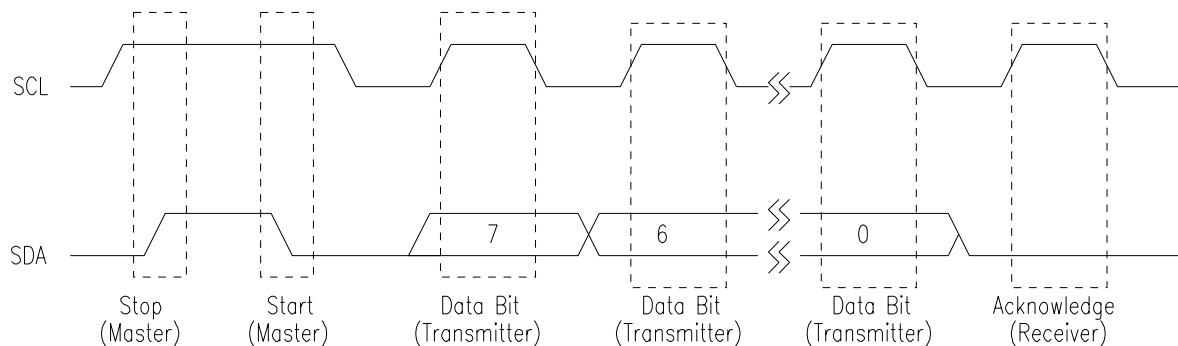 SCL
SDA
7
6
0
Stop
(Master)
Start
(Master)
Data Bit
(Transmitter)
Data Bit
(Transmitter)
Data Bit
(Transmitter)
Acknowledge
(Receiver)